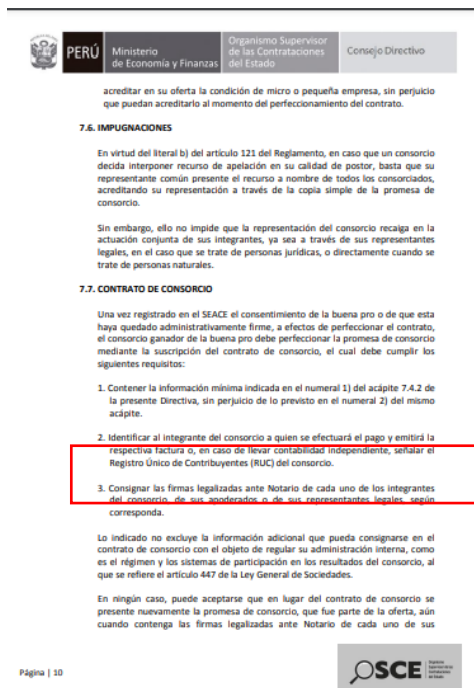 PERÚ
Ministerio
de Economía y Finanzas
Organismo Supervisor
de las Contrataciones
del Estado
Consejo Directivo
acreditar en su oferta la condición de micro o pequeña empresa, sin perjuicio
que puedan acreditarlo al momento del perfeccionamiento del contrato.
7.6. IMPUGNACIONES
En virtud del literal b) del artículo 121 del Reglamento, en caso que un consorcio
decida interponer recurso de apelación en su calidad de postor, basta que su
representante común presente el recurso a nombre de todos los consorciados,
acreditando su representación a través de la copia simple de la promesa de
consorcio.
Sin embargo, ello no impide que la representación del consorcio recaiga en la
actuación conjunta de sus integrantes, ya sea a través de sus representantes
legales, en el caso que se trate de personas jurídicas, o directamente cuando se
trate de personas naturales.
7.7. CONTRATO DE CONSORCIO
Una vez registrado en el SEACE el consentimiento de la buena pro o de que esta
haya quedado administrativamente firme, a efectos de perfeccionar el contrato,
el consorcio ganador de la buena pro debe perfeccionar la promesa de consorcio
mediante la suscripción del contrato de consorcio, el cual debe cumplir los
siguientes requisitos:
1. Contener la información mínima indicada en el numeral 1) del acápite 7.4.2 de
la presente Directiva, sin perjuicio de lo previsto en el numeral 2) del mismo
acápite.
2. Identificar al integrante del consorcio a quien se efectuará el pago y emitirá la
respectiva factura o, en caso de llevar contabilidad independiente, señalar el
Registro Único de Contribuyentes (RUC) del consorcio.
3. Consignar las firmas legalizadas ante Notario de cada uno de los integrantes
del consorcio, de sus apoderados o de sus representantes legales, según
corresponda.
Lo indicado no excluye la información adicional que pueda consignarse en el
contrato de consorcio con el objeto de regular su administración interna, como
es el régimen y los sistemas de participación en los resultados del consorcio, al
que se refiere el artículo 447 de la Ley General de Sociedades.
En ningún caso, puede aceptarse que en lugar del contrato de consorcio se
presente nuevamente la promesa de consorcio, que fue parte de la oferta, aún
cuando contenga las firmas legalizadas ante Notario de cada uno de sus
Página | 10
OSCE